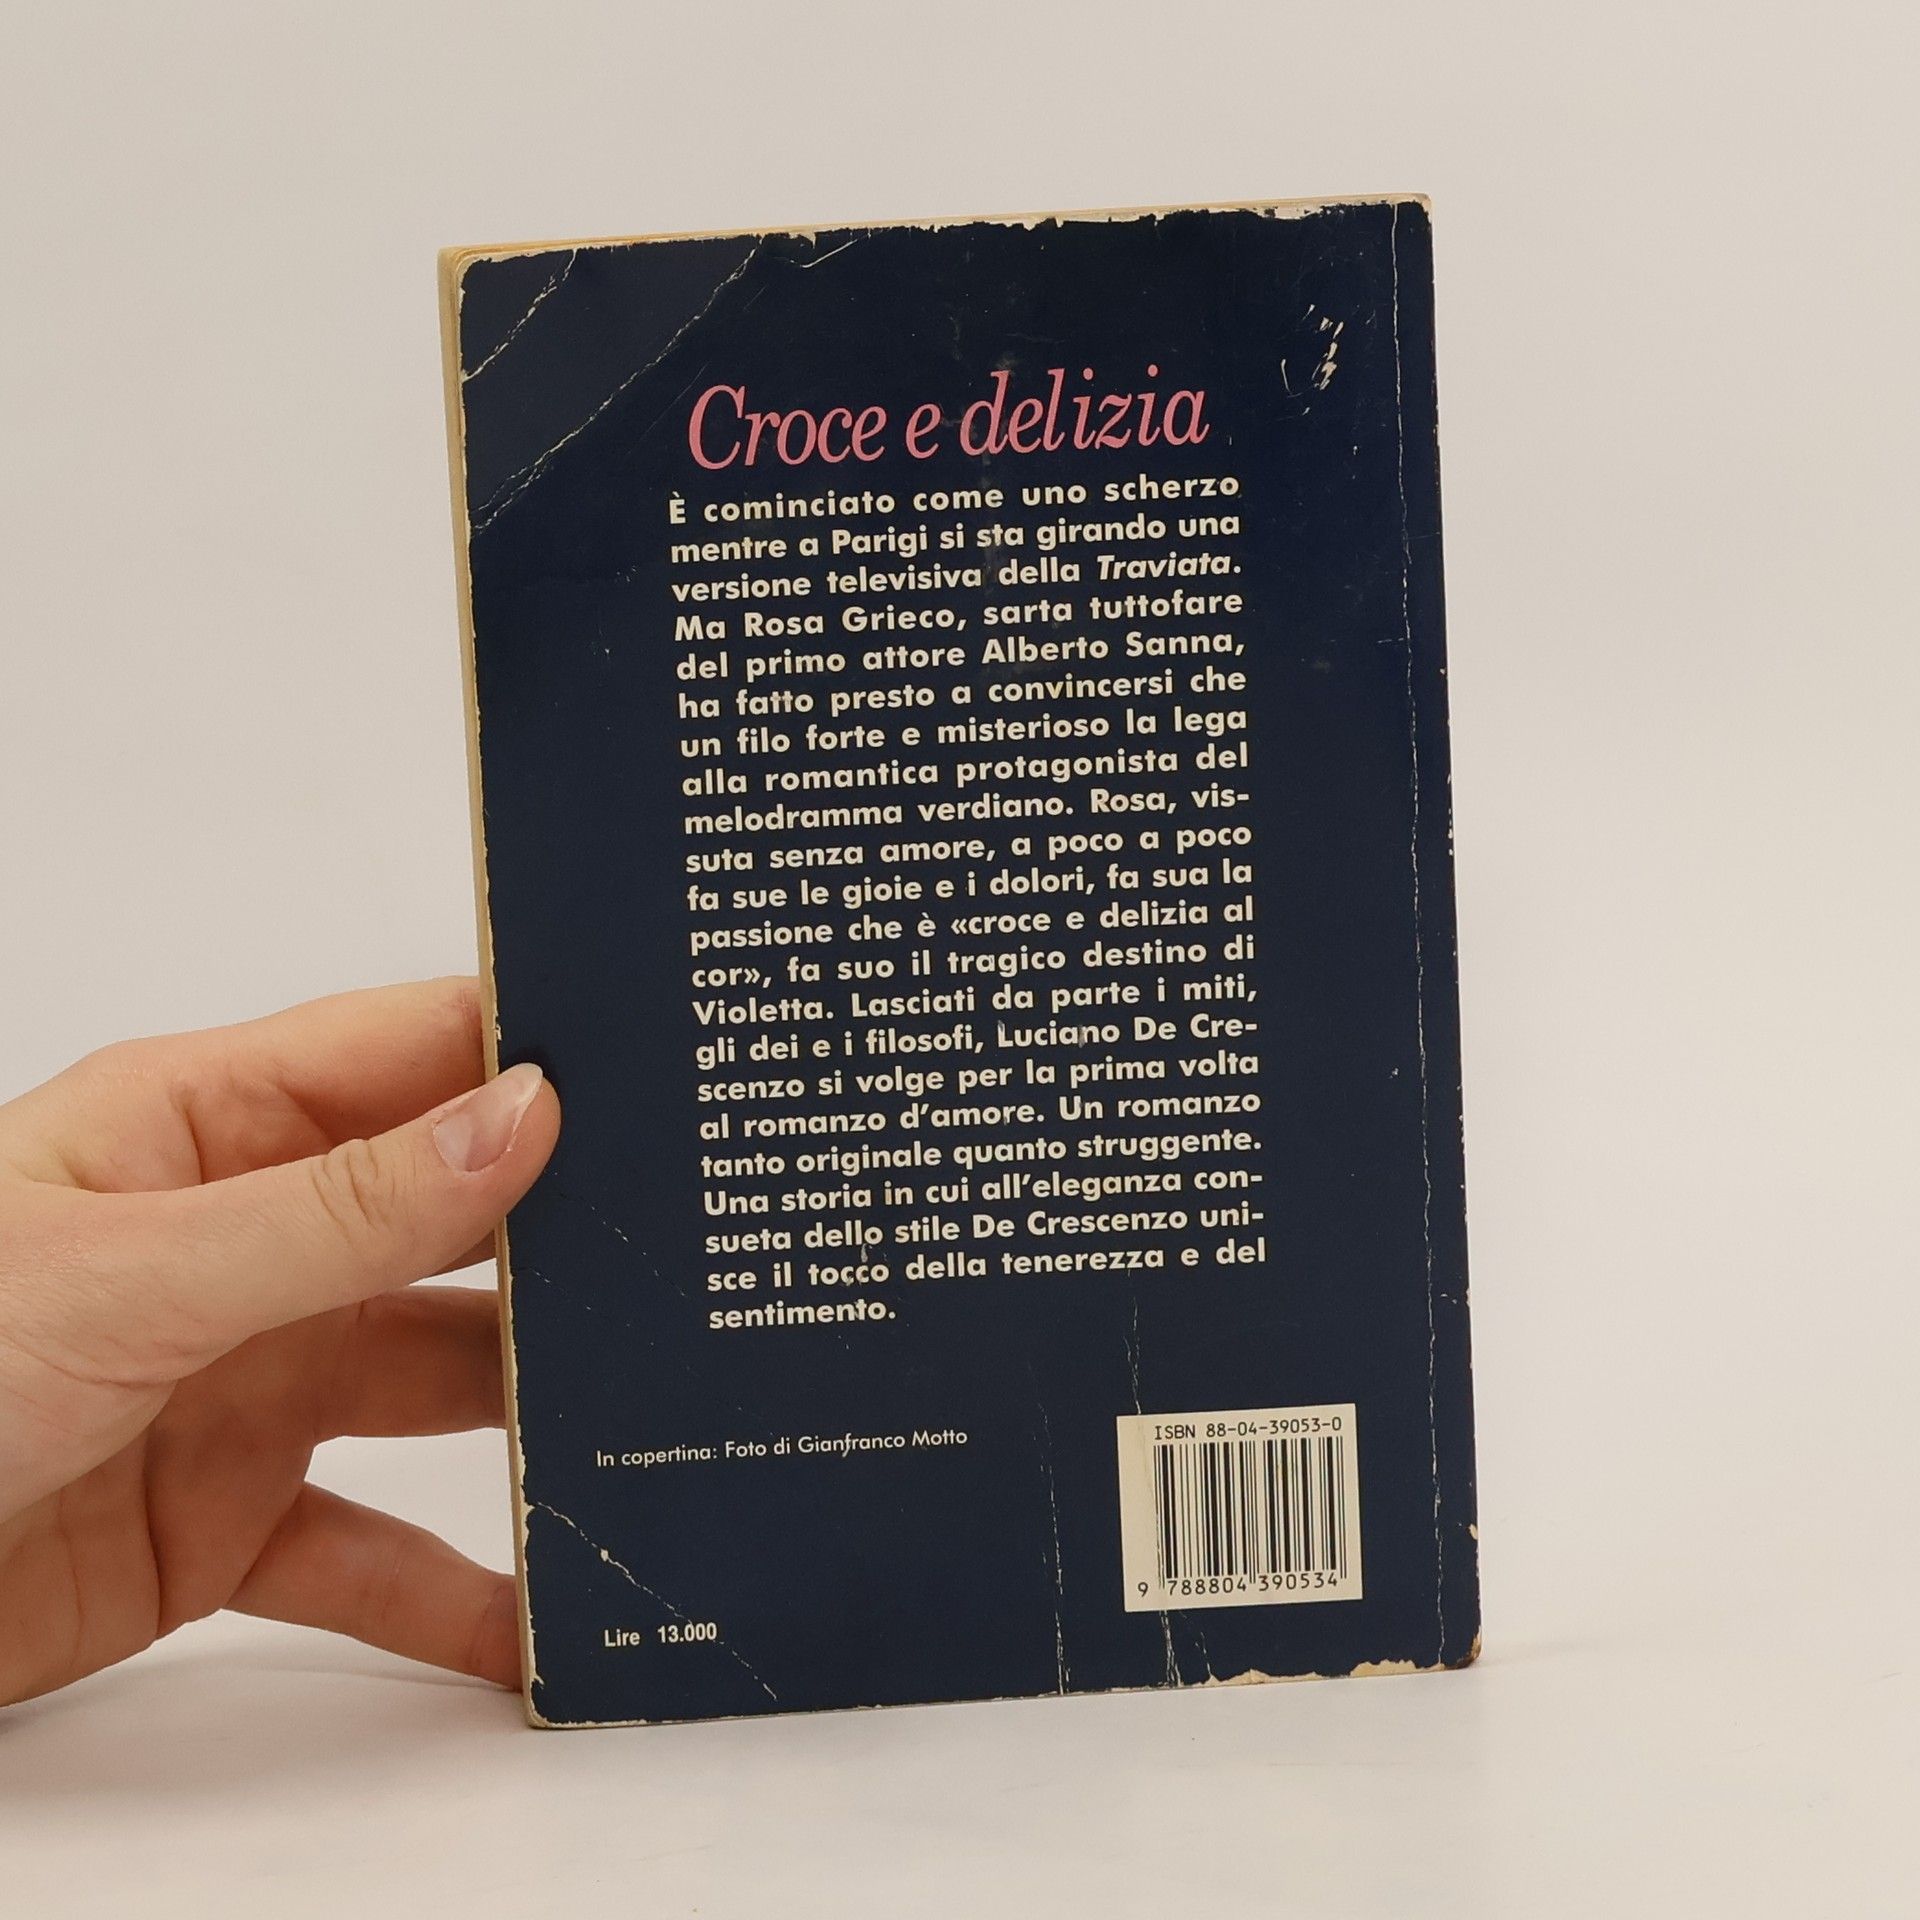 Croce e delizia
È cominciato come uno scherzo
mentre a Parigi si sta girando una
versione televisiva della Traviata.
Ma Rosa Grieco, sarta tuttofare
del primo attore Alberto Sanna,
ha fatto presto a convincersi che
un filo forte e misterioso la lega
alla romantica protagonista del
melodramma verdiano. Rosa, vis-
suta senza amore, a poco a poco
fa sue le gioie e i dolori, fa sua la
passione che è «croce e delizia al
cor», fa suo il tragico destino di
Violetta. Lasciati da parte i miti,
gli dei e i filosofi, Luciano De Cre-
scenzo si volge per la prima volta
al romanzo d'amore. Un romanzo
tanto originale quanto struggente.
Una storia in cui all'eleganza con-
sueta dello stile De Crescenzo uni-
sce il tocco della tenerezza e del
sentimento.
In copertina: Foto di Gianfranco Motto
ISBN 88-04-39053-0
9 788804 390534
Lire 13.000